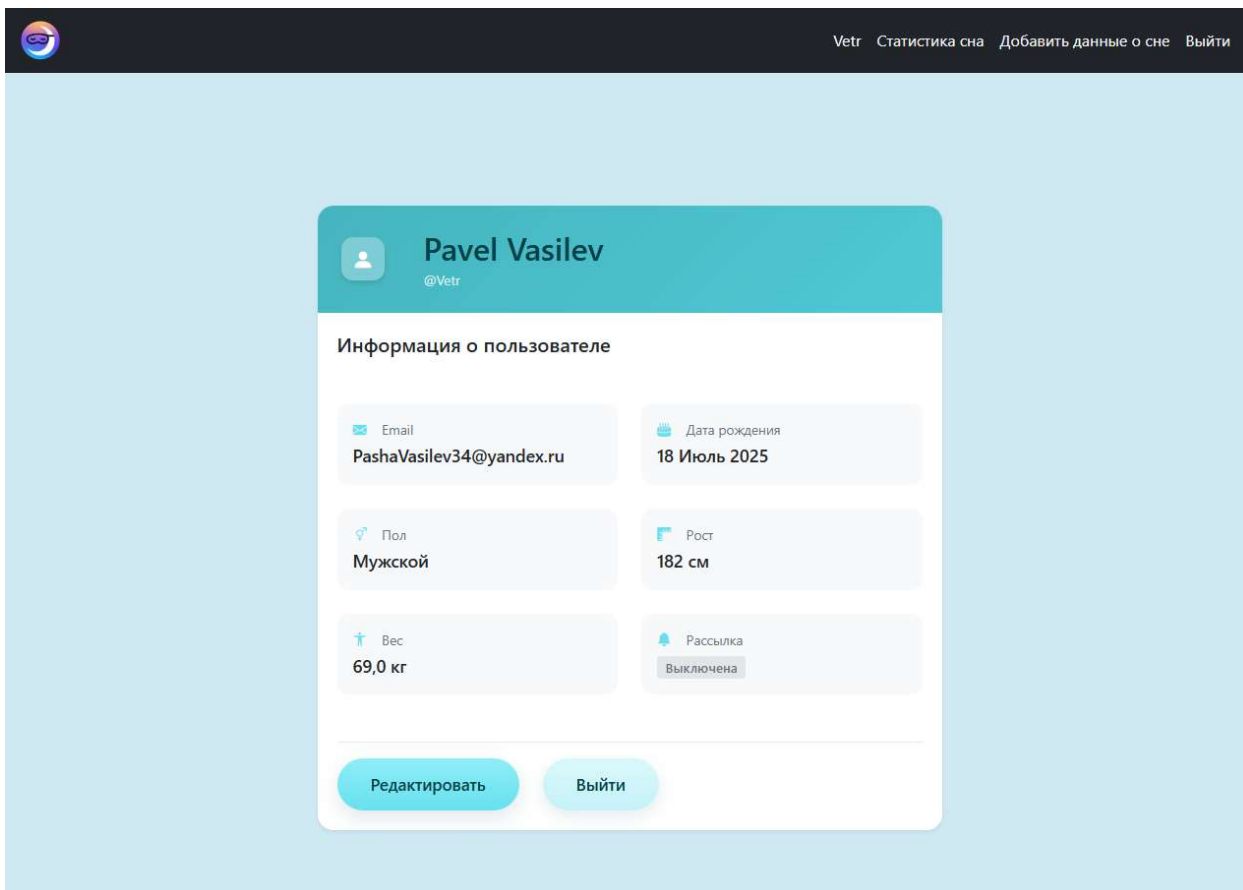 Vetr Статистика сна Добавить данные о сне Выйти
Pavel Vasilev
@Vetr
Информация о пользователе
Email
PashaVasilev34@yandex.ru
Дата рождения
18 Июль 2025
Пол
Мужской
Рост
182 см
Вес
69,0 кг
Рассылка
Выключена
Редактировать Выйти